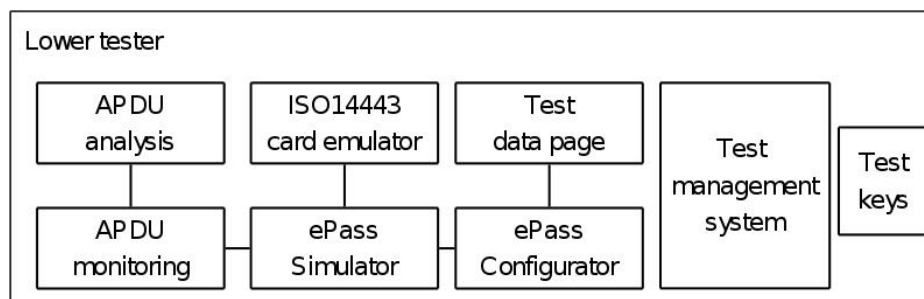 Lower tester
APDU
analysis
ISO14443
card emulator
Test
data page
APDU
monitoring
ePass
Simulator
ePass
Configurator
Test
management
system
Test
keys